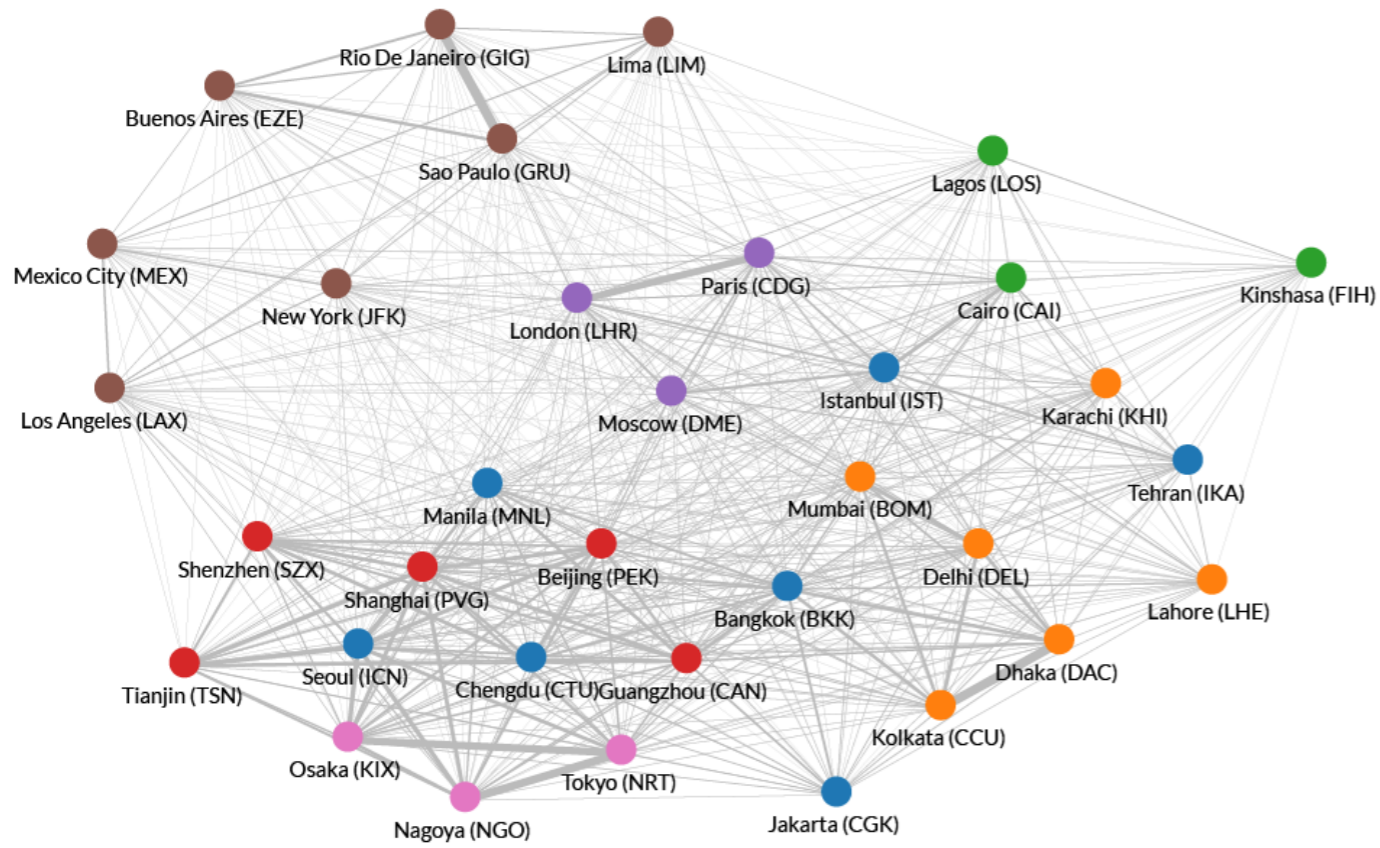 Rio De Janeiro (GIG)
Lima (LIM)
Buenos Aires (EZE)
Sao Paulo (GRU)
Lagos (LOS)
Mexico City (MEX)
Paris (CDG)
Kinshasa (FIH)
New York (JFK)
London (LHR)
Cairo (CAI)
Istanbul (IST)
Karachi (KHI)
Los Angeles (LAX)
Moscow (DME)
Tehran (IKA)
Manila (MNL)
Mumbai (BOM)
Shenzhen (SZX)
Beijing (PEK)
Delhi (DEL)
Shanghai (PVG)
Lahore (LHE)
Bangkok (BKK)
Seoul (ICN)
Dhaka (DAC)
Tianjin (TSN)
Chengdu (CTU)
Guangzhou (CAN)
Kolkata (CCU)
Osaka (KIX)
Tokyo (NRT)
Nagoya (NGO)
Jakarta (CGK)